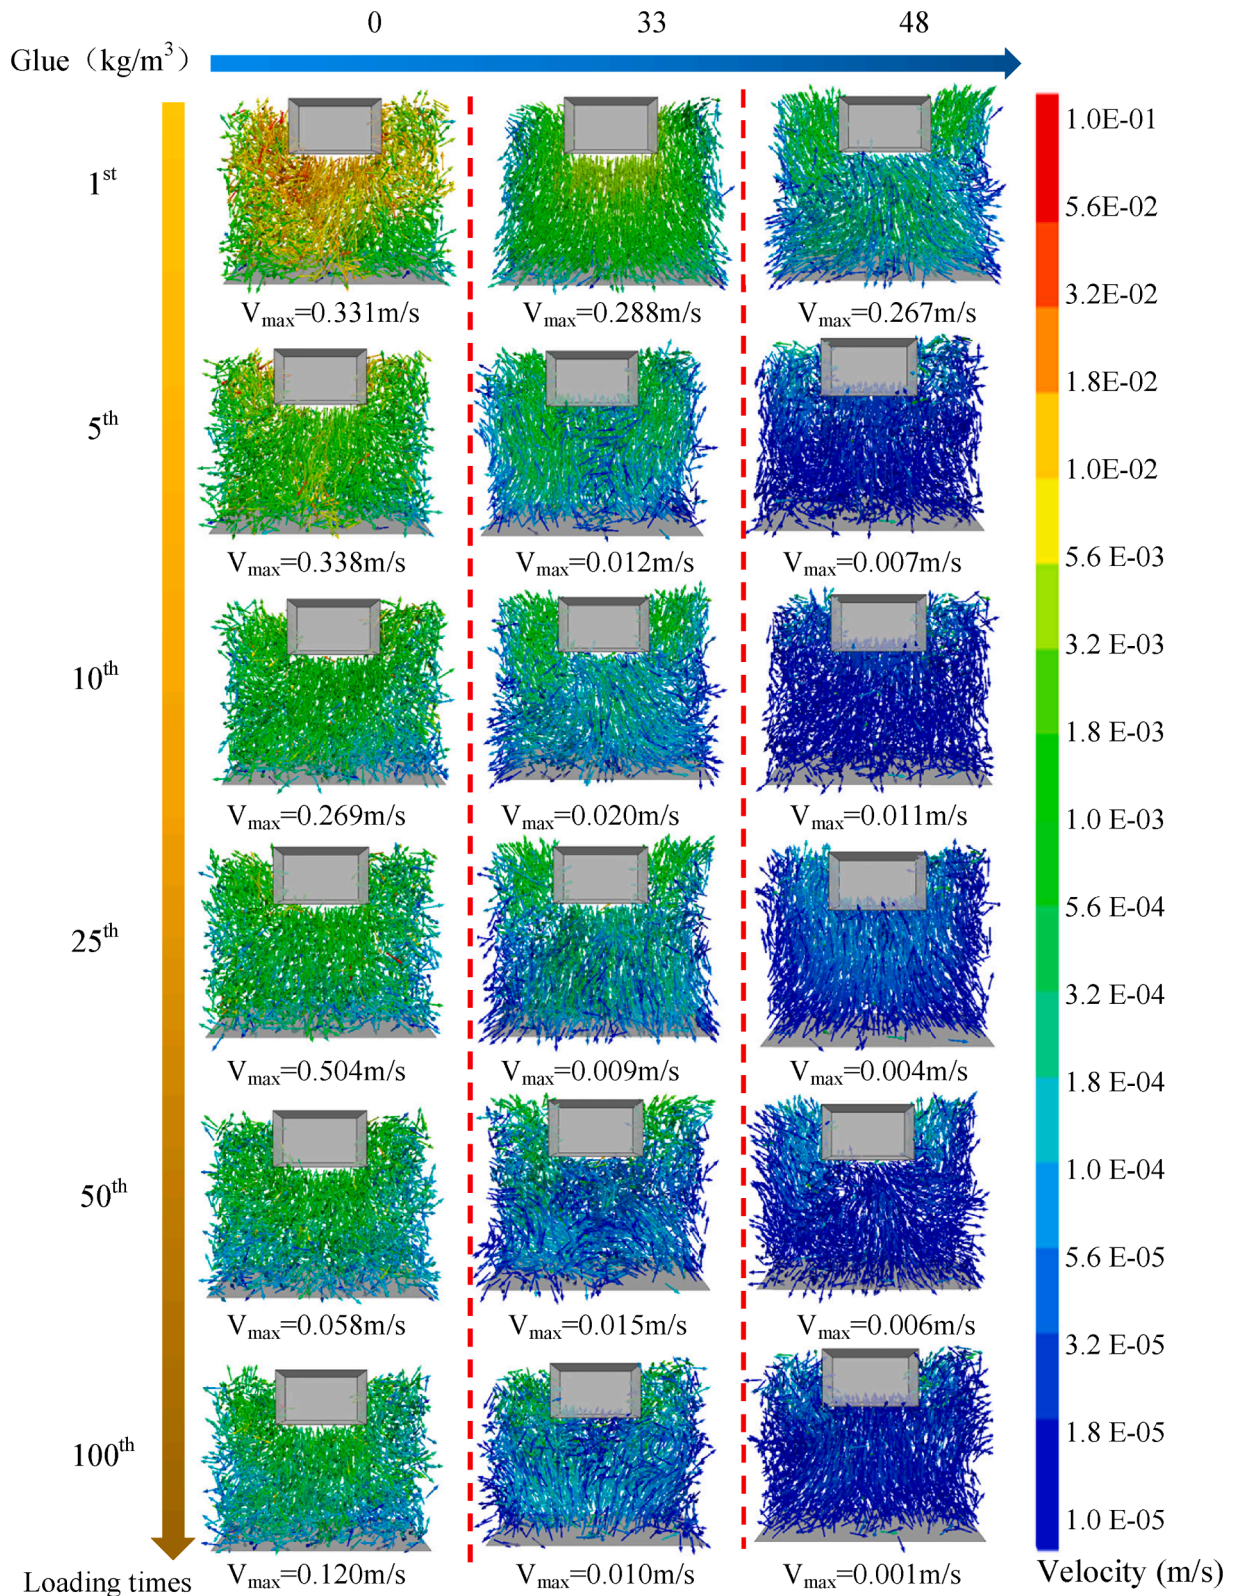 0 33 48
Glue（kg/m³）
1.0E-01
1st
5.6E-02
3.2E-02
Vmax=0.331m/s Vmax=0.288m/s Vmax=0.267m/s
1.8E-02
5th
1.0E-02
5.6 E-03
Vmax=0.338m/s Vmax=0.012m/s Vmax=0.007m/s
3.2 E-03
10th
1.8 E-03
Vmax=0.269m/s Vmax=0.020m/s Vmax=0.011m/s
1.0 E-03
5.6 E-04
25th
3.2 E-04
Vmax=0.504m/s Vmax=0.009m/s Vmax=0.004m/s
1.8 E-04
1.0 E-04
50th
5.6 E-05
Vmax=0.058m/s Vmax=0.015m/s Vmax=0.006m/s
3.2 E-05
1.8 E-05
100th
1.0 E-05
Vmax=0.120m/s Vmax=0.010m/s Vmax=0.001m/s
Velocity (m/s)
Loading times